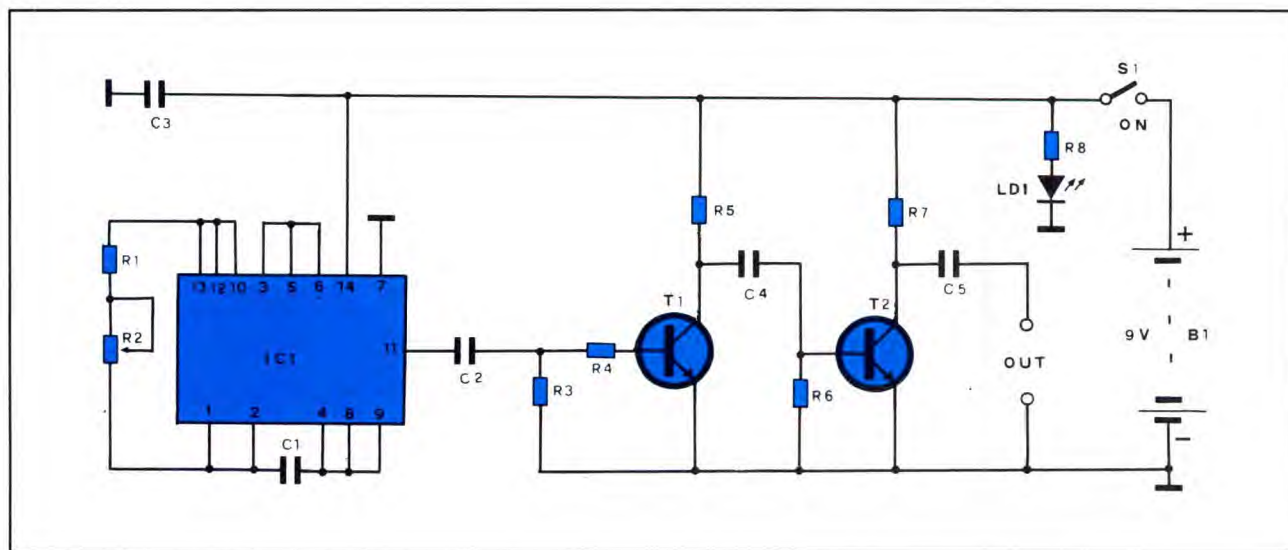 S1
ON
C3
R8
LD1
R5
R7
R1
13 12 10 3 5 6 14 7
C4
C5
+
T1
T2
R2
IC1
11
C2
R4
R3
R6
OUT
9V B1
1 2 4 8 9
C1
−